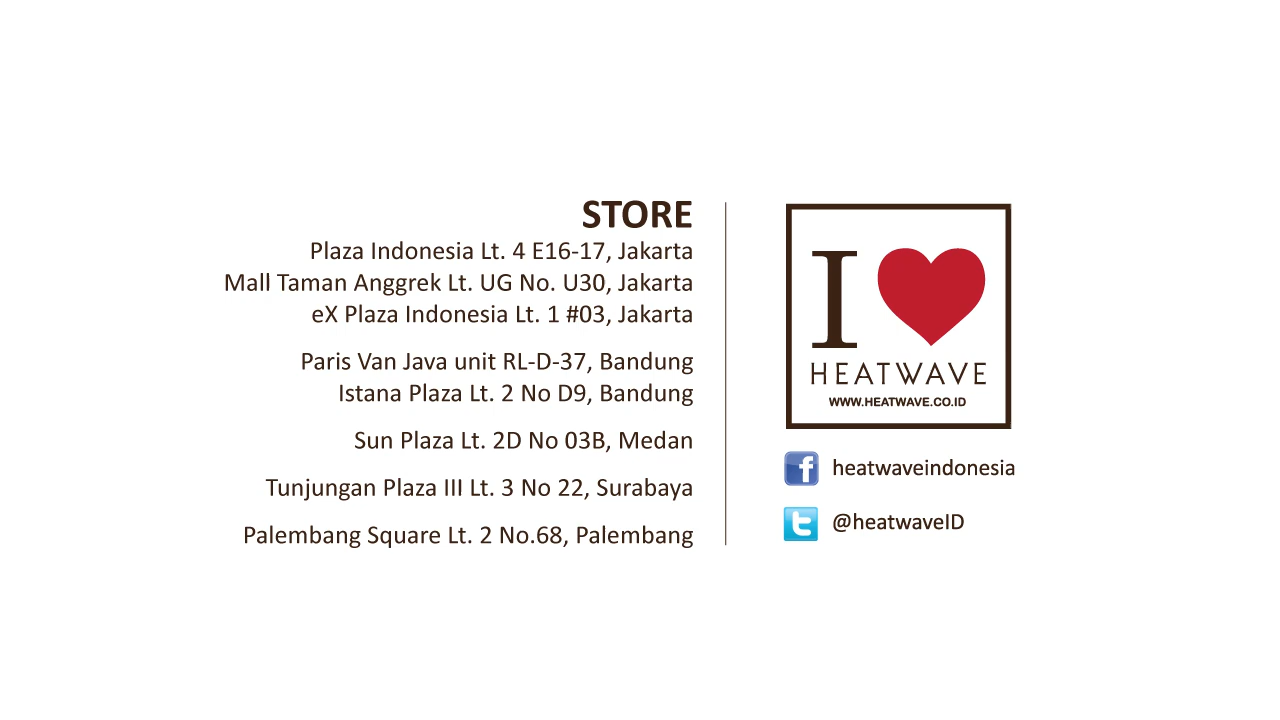 STORE
Plaza Indonesia Lt. 4 E16-17, Jakarta
Mall Taman Anggrek Lt. UG No. U30, Jakarta
eX Plaza Indonesia Lt. 1 #03, Jakarta
Paris Van Java unit RL-D-37, Bandung
Istana Plaza Lt. 2 No D9, Bandung
Sun Plaza Lt. 2D No 03B, Medan
Tunjungan Plaza III Lt. 3 No 22, Surabaya
Palembang Square Lt. 2 No.68, Palembang
I
HEATWAVE
WWW.HEATWAVE.CO.ID
f heatwaveindonesia
t @heatwaveID